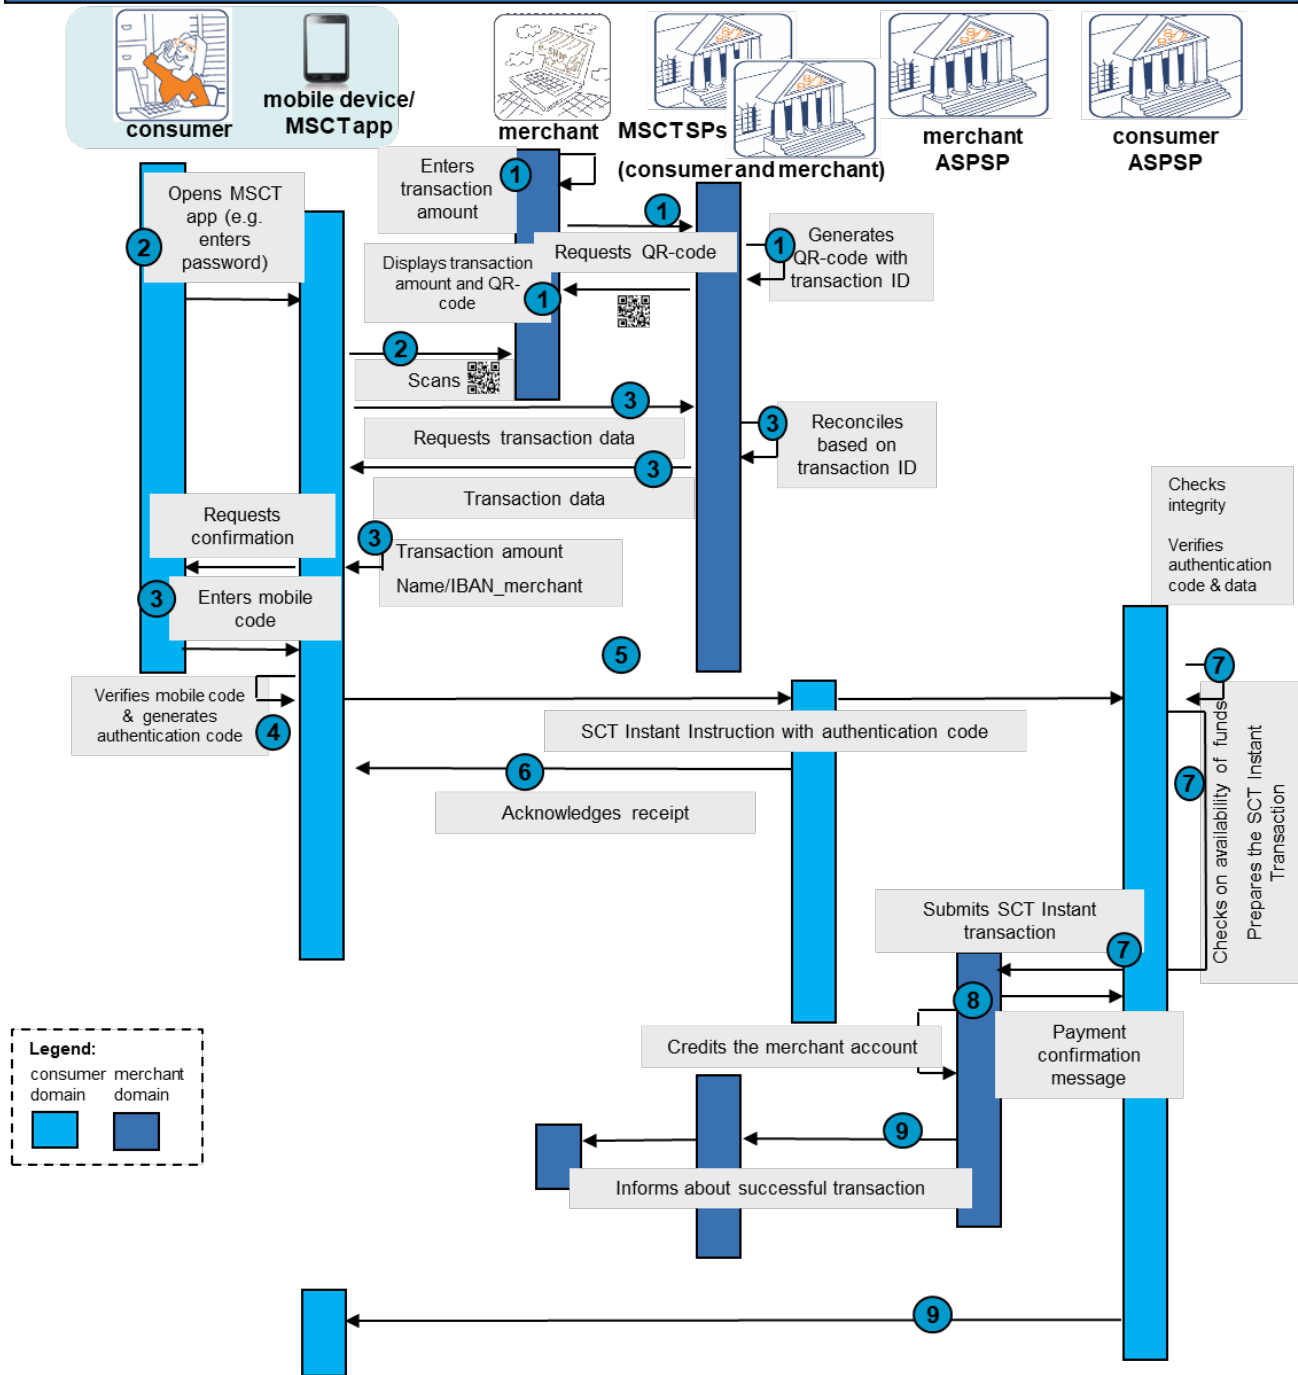 consumer
mobile device/
MSCT app
merchant
MSCTSPs
(consumer and merchant)
merchant
ASPSP
consumer
ASPSP
Enters
transaction
amount
1
1
Requests QR-code
1
Generates
QR-code with
transaction ID
Opens MSCT
app (e.g.
enters
password)
2
Displays transaction
amount and QR-
code
1
2
Scans
3
Requests transaction data
3
Reconciles
based on
transaction ID
3
Transaction data
Requests
confirmation
3
Transaction amount
Name/IBAN_merchant
3
Enters mobile
code
Checks
integrity
Verifies
authentication
code & data
Verifies mobile code
& generates
authentication code
4
5
SCT Instant Instruction with authentication code
7
6
Acknowledges receipt
7
Checks on availability of funds
Prepares the SCT Instant
Transaction
Submits SCT Instant
transaction
7
8
Credits the merchant account
Payment
confirmation
message
9
Informs about successful transaction
9
Legend:
consumer
domain
merchant
domain